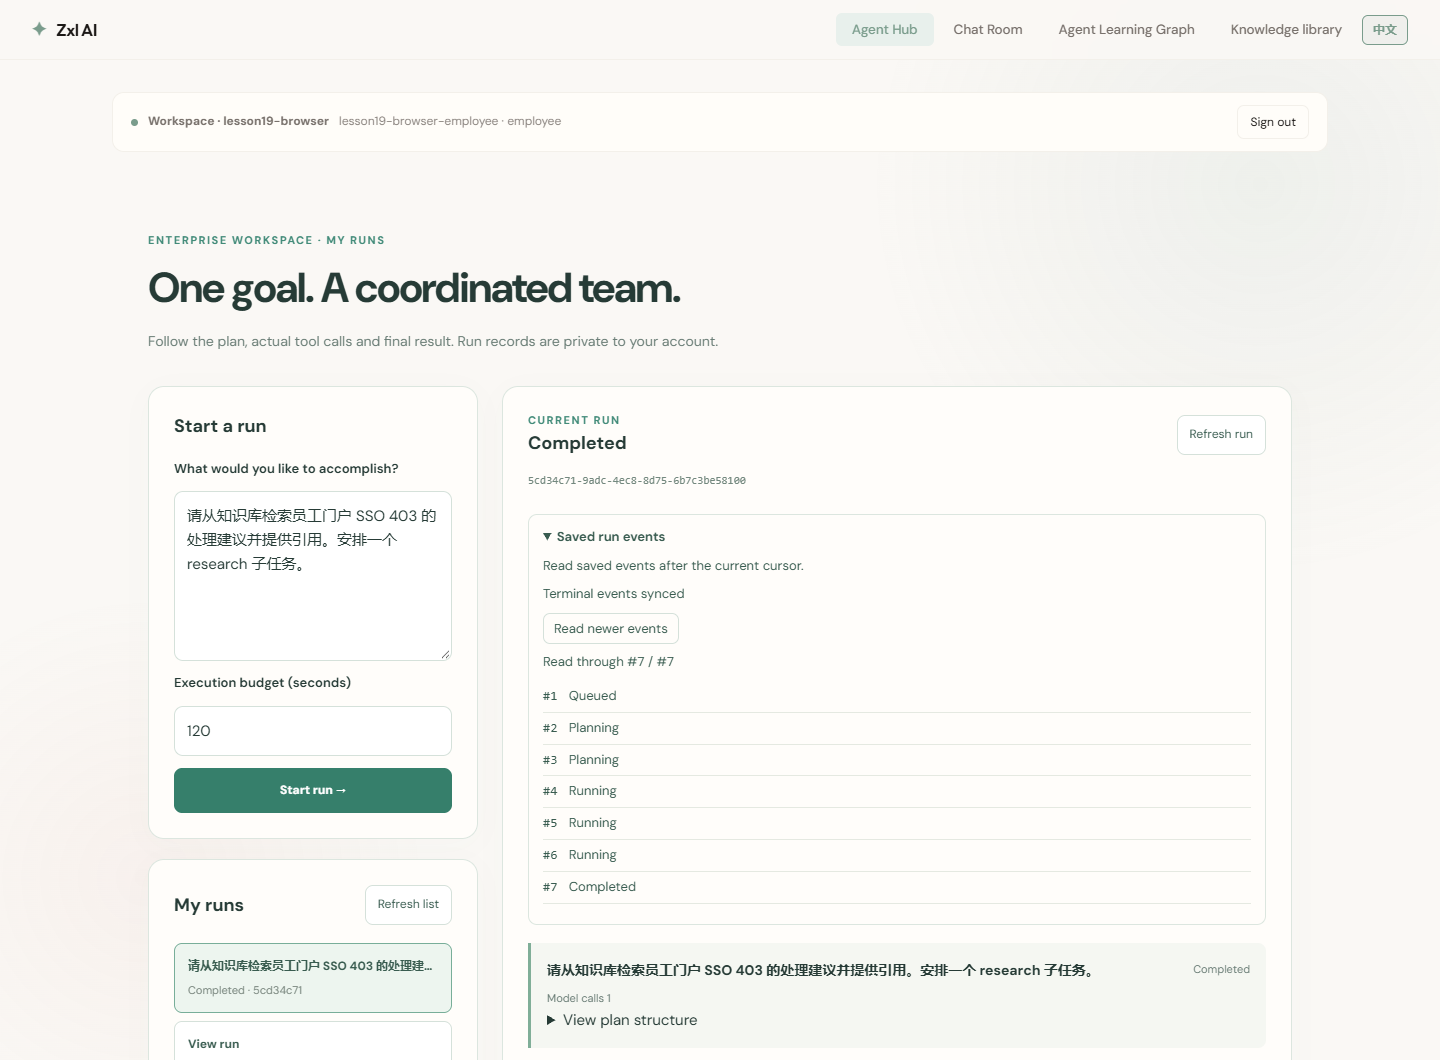 Zxl AI
Agent Hub
Chat Room
Agent Learning Graph
Knowledge library
中文
Workspace · lesson19-browser
lesson19-browser-employee · employee
Sign out
ENTERPRISE WORKSPACE · MY RUNS
One goal. A coordinated team.
Follow the plan, actual tool calls and final result. Run records are private to your account.
Start a run
What would you like to accomplish?
请从知识库检索员工门户 SSO 403 的
处理建议并提供引用。安排一个
research 子任务。
Execution budget (seconds)
120
Start run →
My runs
Refresh list
请从知识库检索员工门户 SSO 403 的处理建...
Completed · 5cd34c71
View run
CURRENT RUN
Completed
Refresh run
5cd34c71-9adc-4ec8-8d75-6b7c3be58100
▼ Saved run events
Read saved events after the current cursor.
Terminal events synced
Read newer events
Read through #7 / #7
#1 Queued
#2 Planning
#3 Planning
#4 Running
#5 Running
#6 Running
#7 Completed
请从知识库检索员工门户 SSO 403 的处理建议并提供引用。安排一个 research 子任务。
Completed
Model calls 1
▶ View plan structure